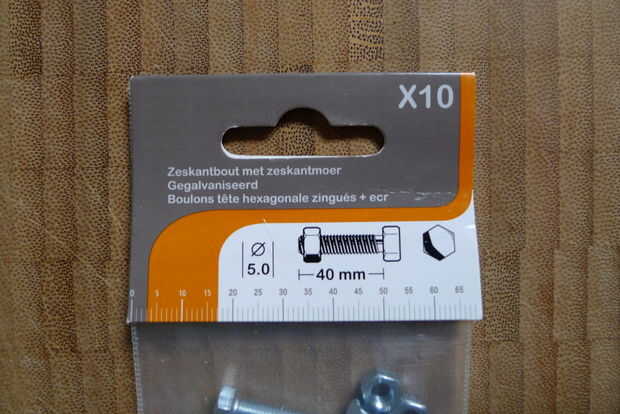 X10
Zeskantbout met zeskantmoer
Gegalvaniseerd
Boulons tête hexagonale zingués + ecr
5.0
40 mm
0 5 10 15 20 25 30 35 40 45 50 55 60 65